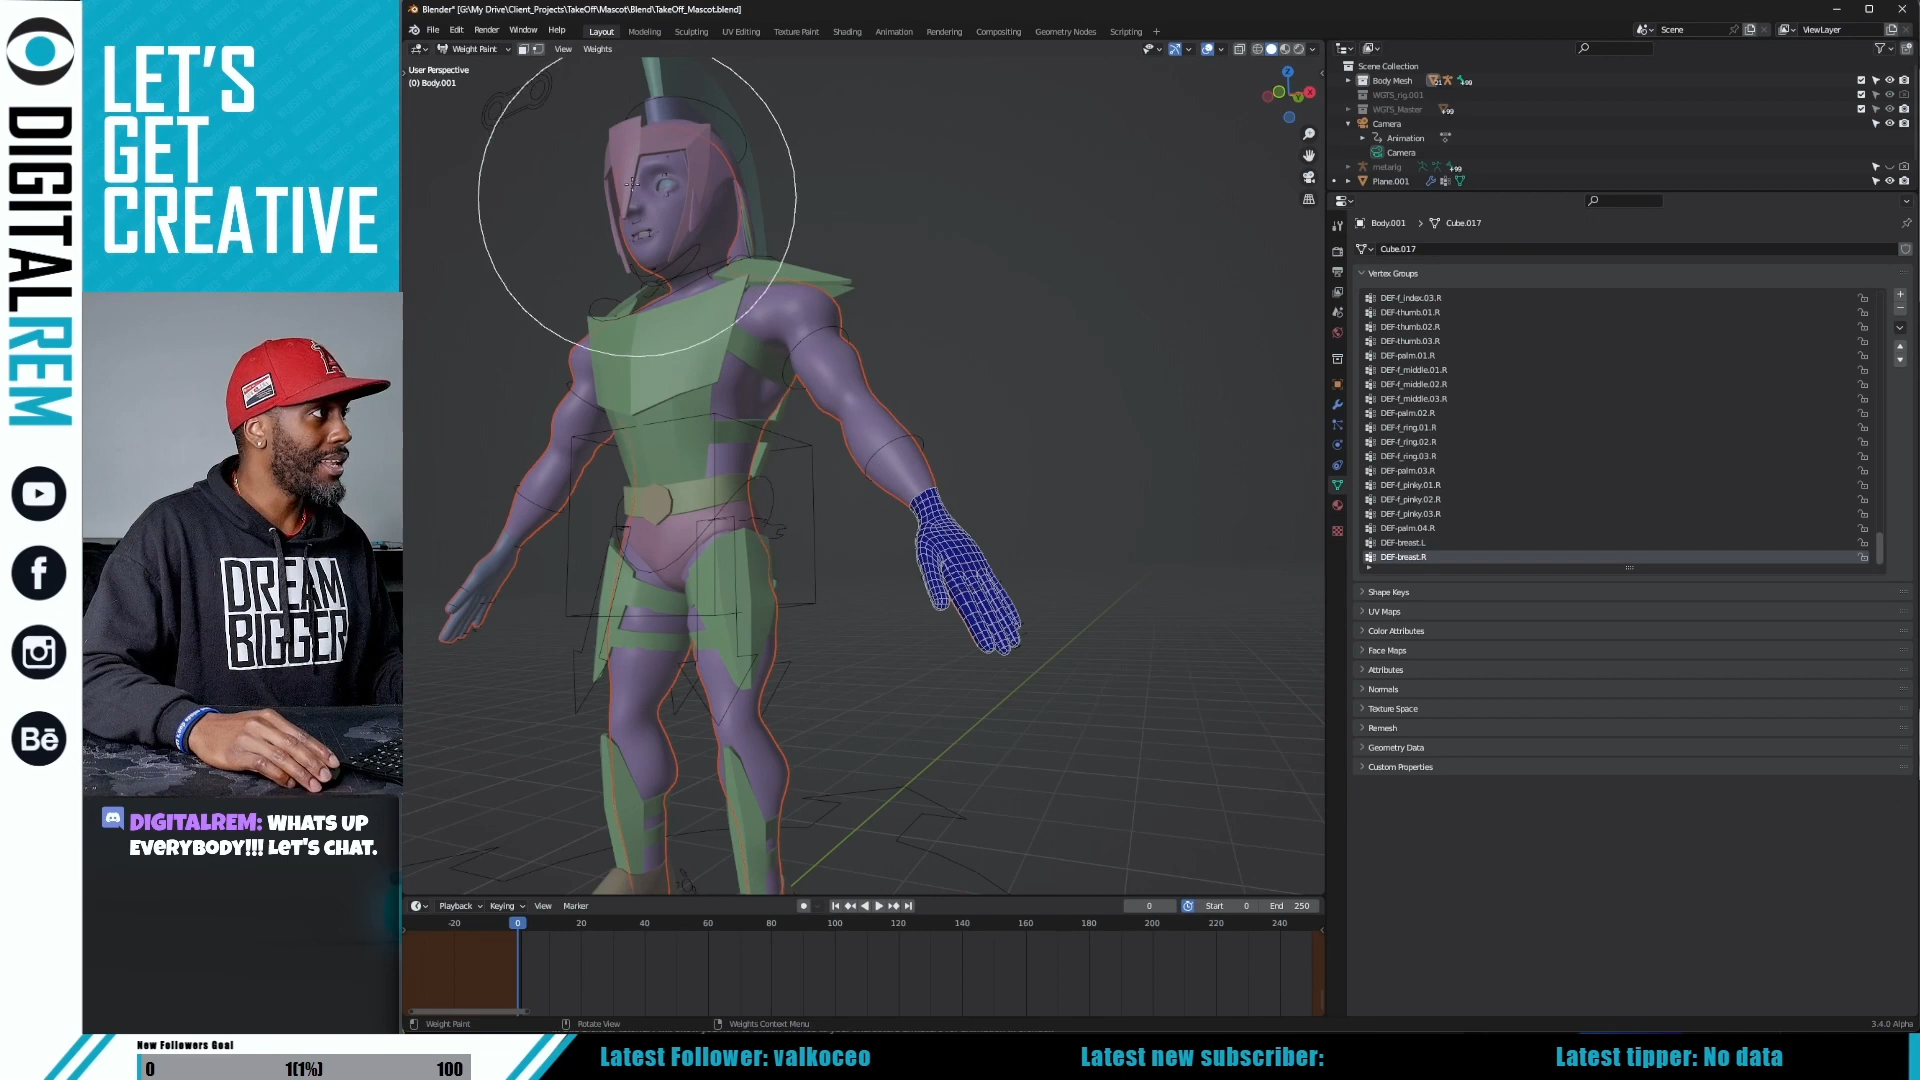 DIGITALREM
LET'S
GET
CREATIVE
Bē
DREAM
BIGGER
DIGITALREM: WHATS UP
EVERYBODY!!! LET'S CHAT.
Blender* [G:\My Drive\Client_Projects\TakeOff\Mascot\Blend\TakeOff_Mascot.blend]
File Edit Render Window Help
Layout Modeling Sculpting UV Editing Texture Paint Shading Animation Rendering Compositing Geometry Nodes Scripting +
Scene
ViewLayer
Weight Paint View Weights
User Perspective
(0) Body.001
Z
X
Y
Scene Collection
Body Mesh
WGTS_rig.001
WGTS_Master
Camera
Animation
Camera
metarig
Plane.001
Body.001 > Cube.017
Cube.017
Vertex Groups
DEF-f_index.03.R
DEF-thumb.01.R
DEF-thumb.02.R
DEF-thumb.03.R
DEF-palm.01.R
DEF-f_middle.01.R
DEF-f_middle.02.R
DEF-f_middle.03.R
DEF-palm.02.R
DEF-f_ring.01.R
DEF-f_ring.02.R
DEF-f_ring.03.R
DEF-palm.03.R
DEF-f_pinky.01.R
DEF-f_pinky.02.R
DEF-f_pinky.03.R
DEF-palm.04.R
DEF-breast.L
DEF-breast.R
Shape Keys
UV Maps
Color Attributes
Face Maps
Attributes
Normals
Texture Space
Remesh
Geometry Data
Custom Properties
Playback Keying View Marker
0 Start 0 End 250
-20 0 20 40 60 80 100 120 140 160 180 200 220 240
Weight Paint Rotate View Weights Context Menu
3.4.0 Alpha
New Followers Goal
0 1(1%) 100
Latest Follower: valkoceo
Latest new subscriber:
Latest tipper: No data